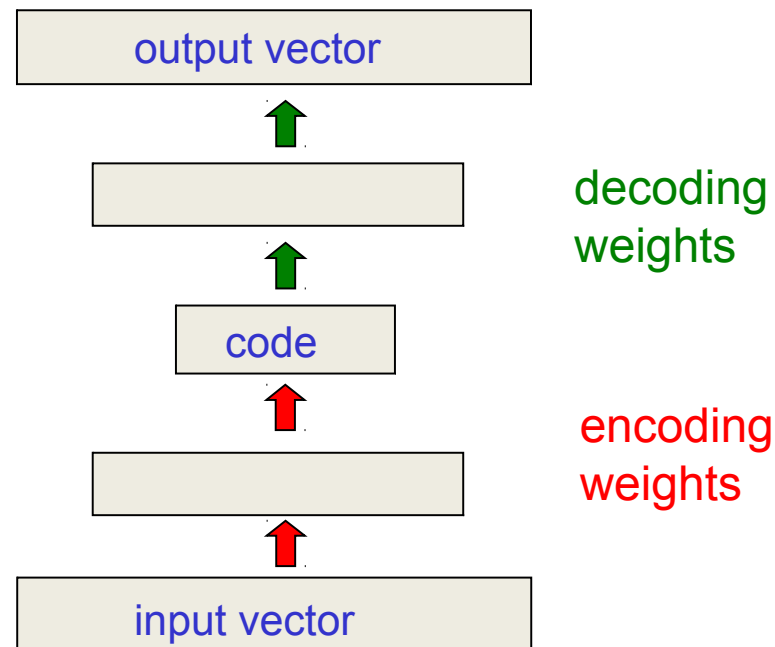 output vector
decoding
weights
code
encoding
weights
input vector